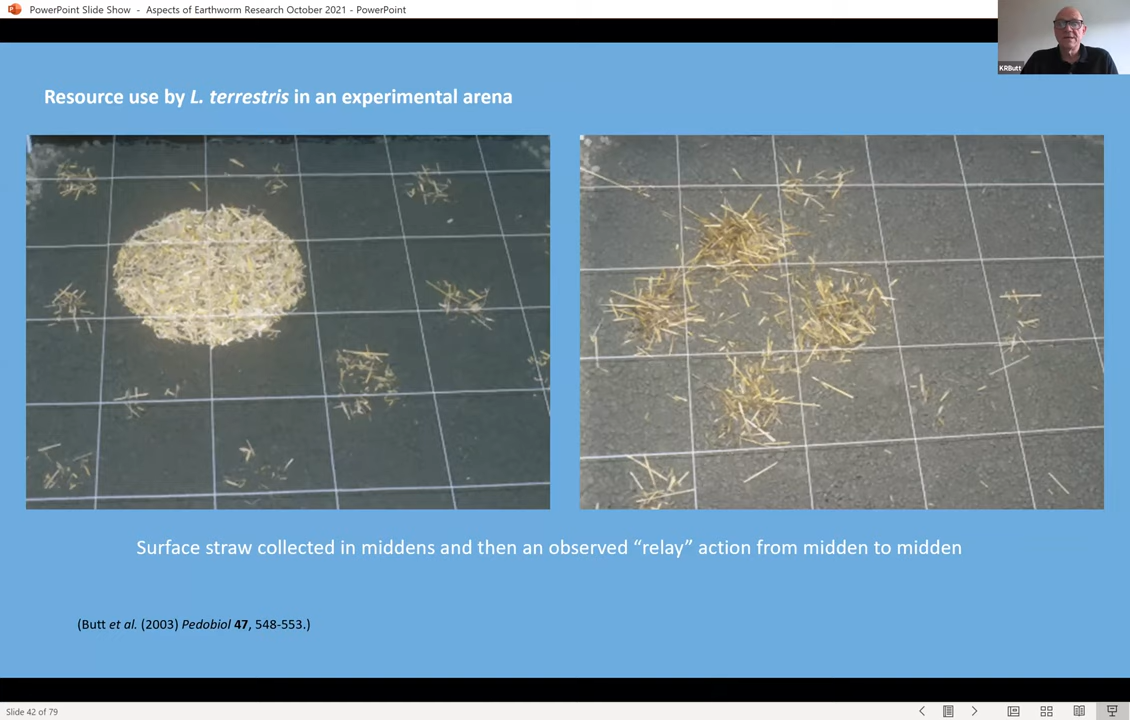 PowerPoint Slide Show - Aspects of Earthworm Research October 2021 - PowerPoint
KRButt
Resource use by L. terrestris in an experimental arena
Surface straw collected in middens and then an observed “relay” action from midden to midden
(Butt et al. (2003) Pedobiol 47, 548-553.)
Slide 42 of 79